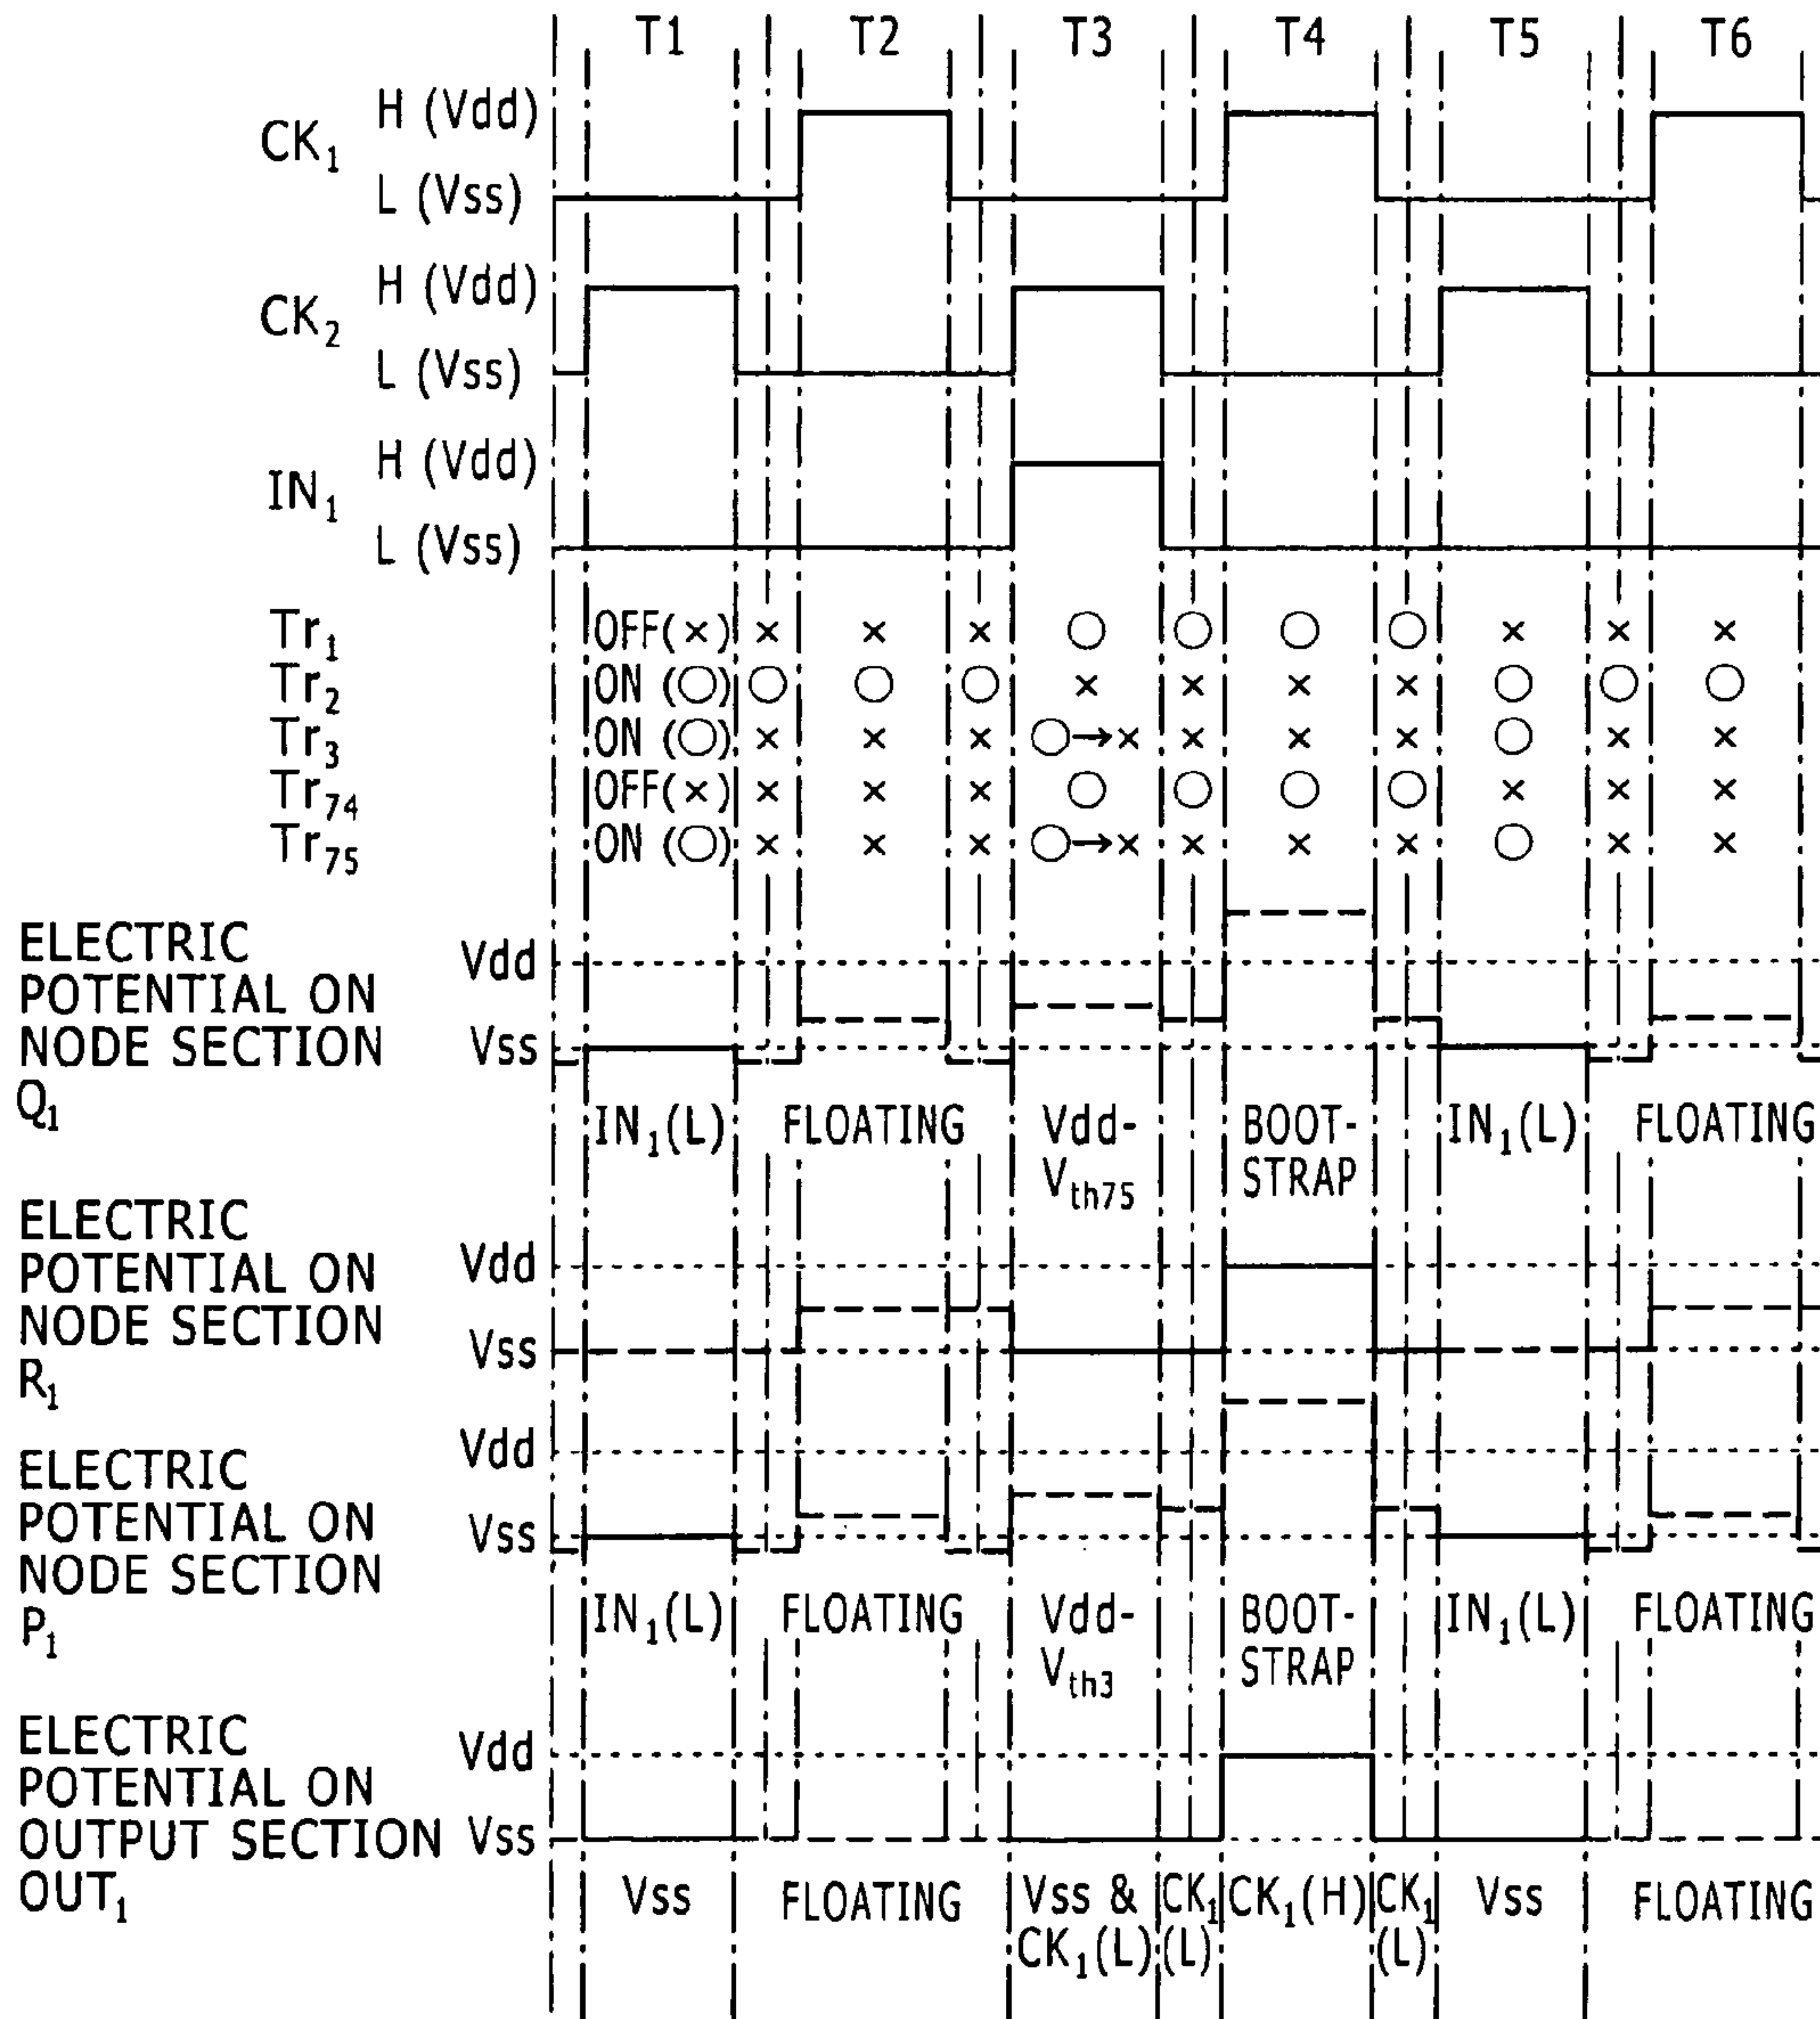 T1 T2 T3 T4 T5 T6
CK₁ H (Vdd)
L (Vss)
CK₂ H (Vdd)
L (Vss)
IN₁ H (Vdd)
L (Vss)
Tr₁ OFF(×) × × × ○ ○ ○ ○ × × ×
Tr₂ ON (○) ○ ○ ○ × × × × ○ ○ ○
Tr₃ ON (○) × × × ○→× × × × ○ × ×
Tr₇₄ OFF(×) × × × ○ ○ ○ ○ × × ×
Tr₇₅ ON (○) × × × ○→× × × × ○ × ×
ELECTRIC
POTENTIAL ON
NODE SECTION
Q₁
Vdd
Vss
IN₁(L) FLOATING Vdd- BOOT- IN₁(L) FLOATING
Vth75 STRAP
ELECTRIC
POTENTIAL ON
NODE SECTION
R₁
Vdd
Vss
ELECTRIC
POTENTIAL ON
NODE SECTION
P₁
Vdd
Vss
IN₁(L) FLOATING Vdd- BOOT- IN₁(L) FLOATING
Vth3 STRAP
ELECTRIC
POTENTIAL ON
OUTPUT SECTION
OUT₁
Vdd
Vss
Vss FLOATING Vss & CK₁ CK₁(H) CK₁ Vss FLOATING
CK₁(L) (L) (L)